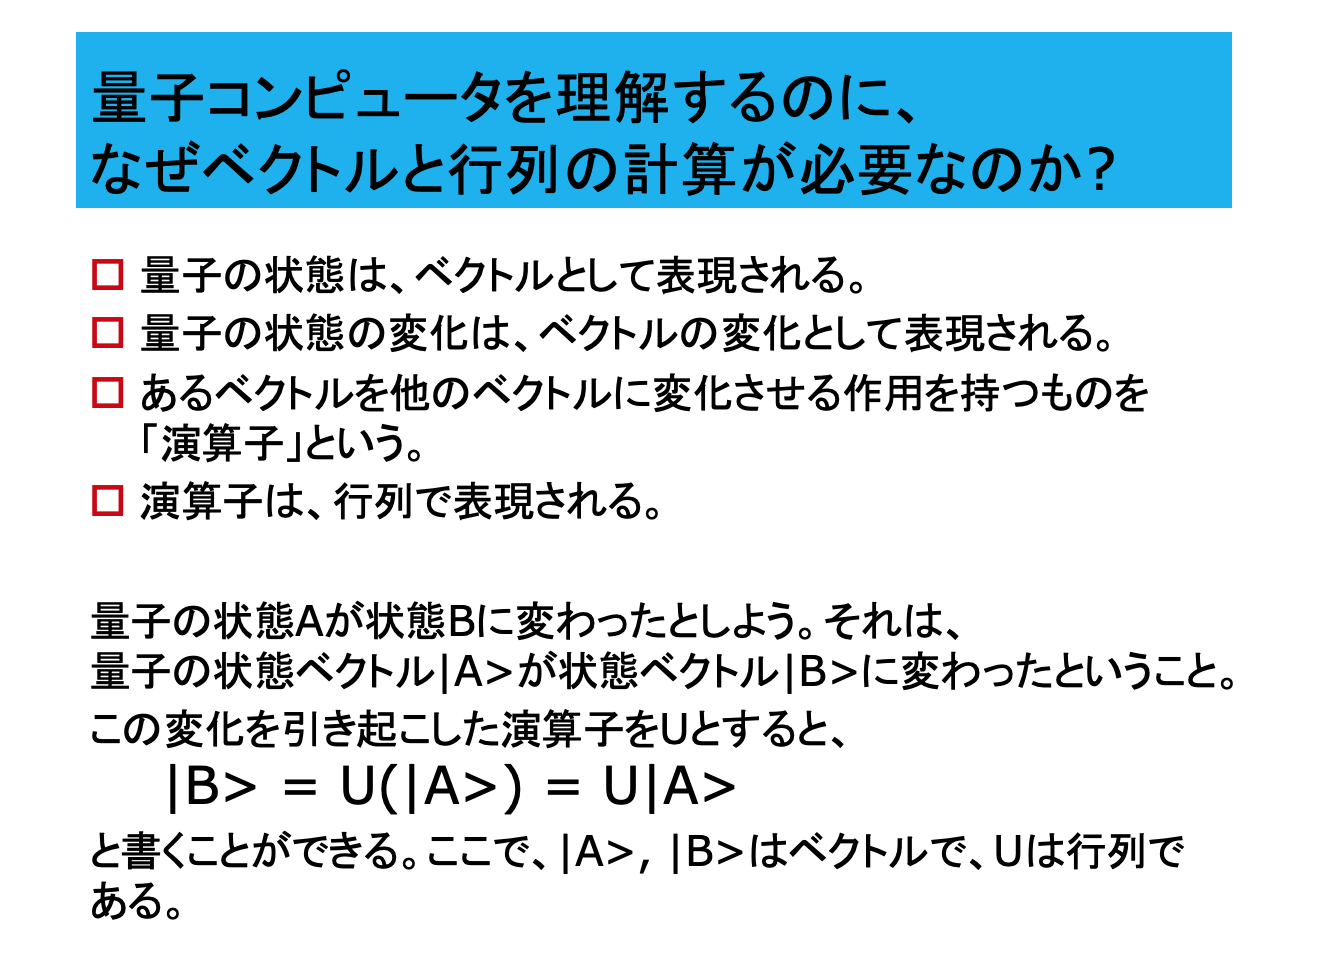 量子コンピュータを理解するのに、
なぜベクトルと行列の計算が必要なのか?
量子の状態は、ベクトルとして表現される。
量子の状態の変化は、ベクトルの変化として表現される。
あるベクトルを他のベクトルに変化させる作用を持つものを
「演算子」という。
演算子は、行列で表現される。
量子の状態Aが状態Bに変わったとしよう。それは、
量子の状態ベクトル|A>が状態ベクトル|B>に変わったということ。
この変化を引き起こした演算子をUとすると、
|B> = U(|A>) = U|A>
と書くことができる。ここで、|A>, |B>はベクトルで、Uは行列で
ある。